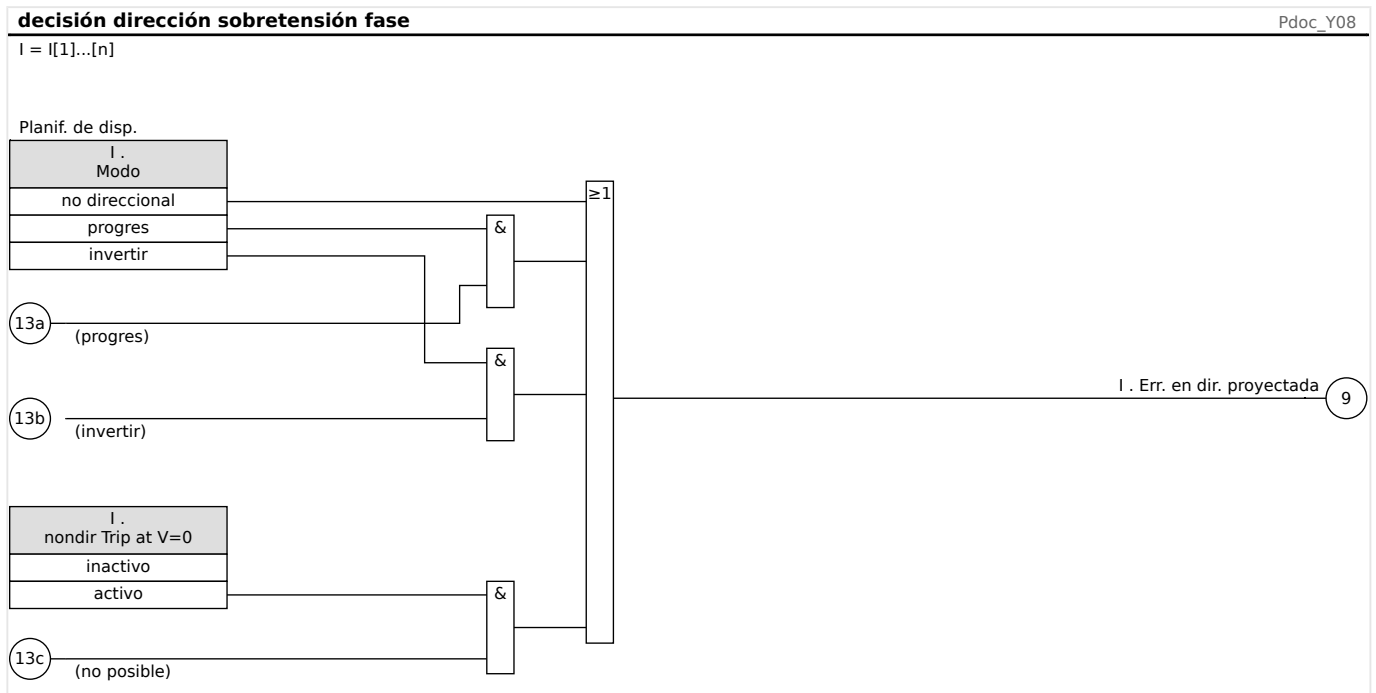 decisión dirección sobretensión fase
Pdoc_Y08
I = I[1]...[n]
Planif. de disp.
I .
Modo
no direccional
progres
invertir
≥1
&
13a
(progres)
&
I . Err. en dir. proyectada
9
13b
(invertir)
I .
nondir Trip at V=0
inactivo
activo
&
13c
(no posible)